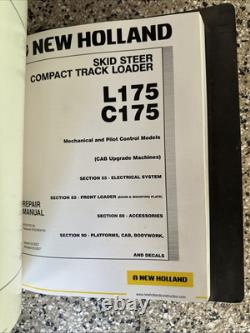 NEW HOLLAND
SKID STEER
COMPACT TRACK LOADER
L175
C175
Mechanical and Pilot Control Models
(CAB Upgrade Machines)
SECTION 55 - ELECTRICAL SYSTEM
SECTION 82 - FRONT LOADER
SECTION 88 - ACCESSORIES
SECTION 90 - PLATFORMS, CAB, BODYWORK,
AND DECALS
REPAIR
MANUAL
NEW HOLLAND